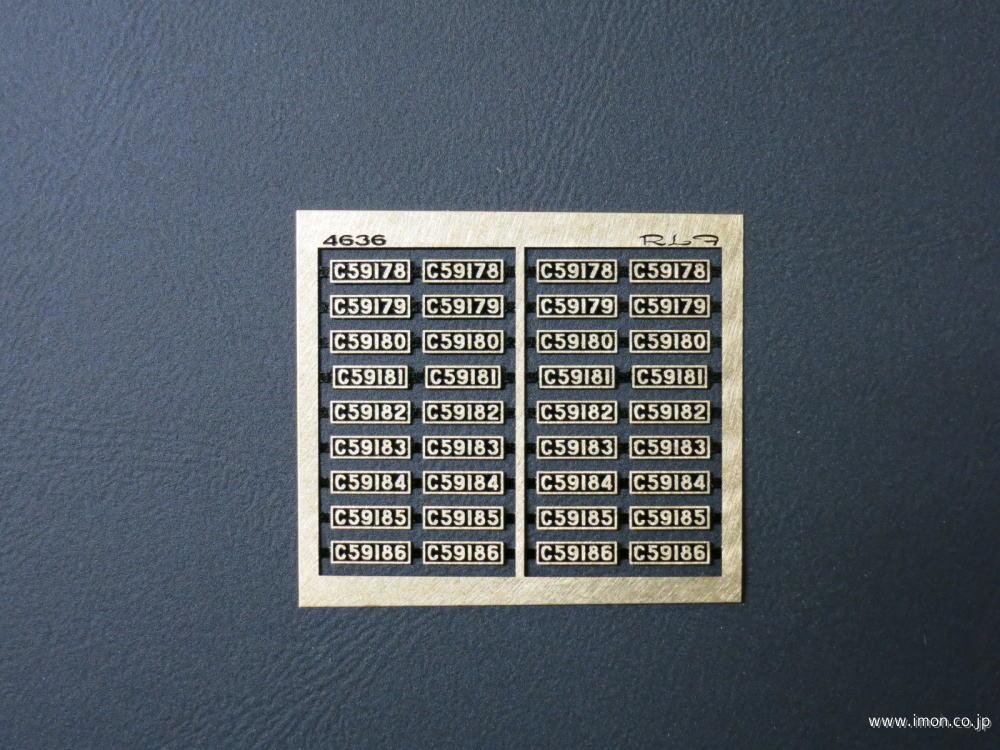 4636 RLF
C59178 C59178 C59178 C59178
C59179 C59179 C59179 C59179
C59180 C59180 C59180 C59180
C59181 C59181 C59181 C59181
C59182 C59182 C59182 C59182
C59183 C59183 C59183 C59183
C59184 C59184 C59184 C59184
C59185 C59185 C59185 C59185
C59186 C59186 C59186 C59186
www.imon.co.jp